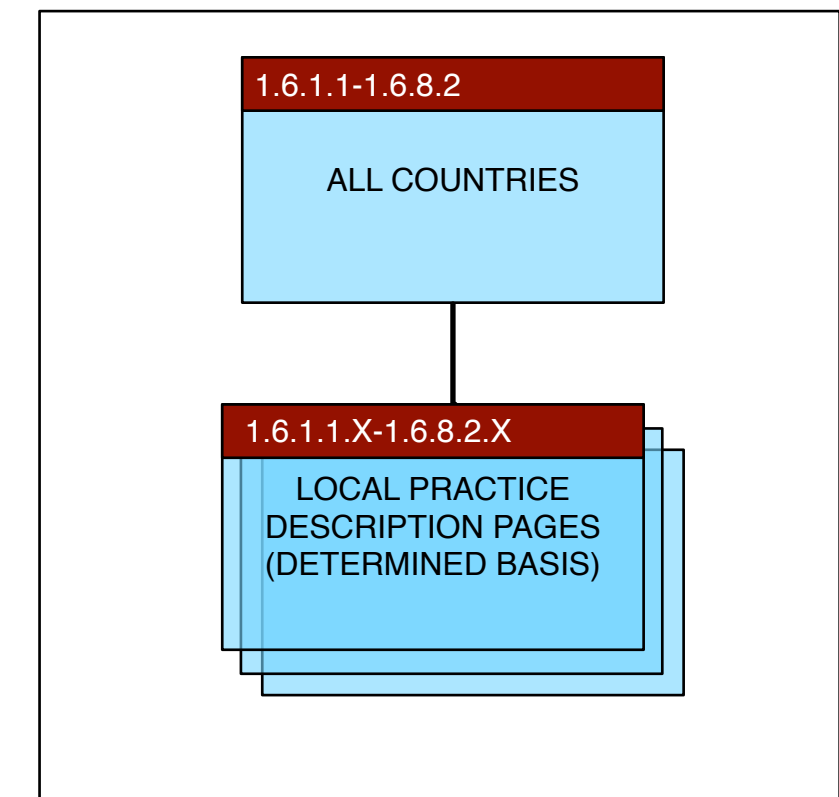 1.6.1.1-1.6.8.2
ALL COUNTRIES
1.6.1.1.X-1.6.8.2.X
LOCAL PRACTICE
DESCRIPTION PAGES
(DETERMINED BASIS)